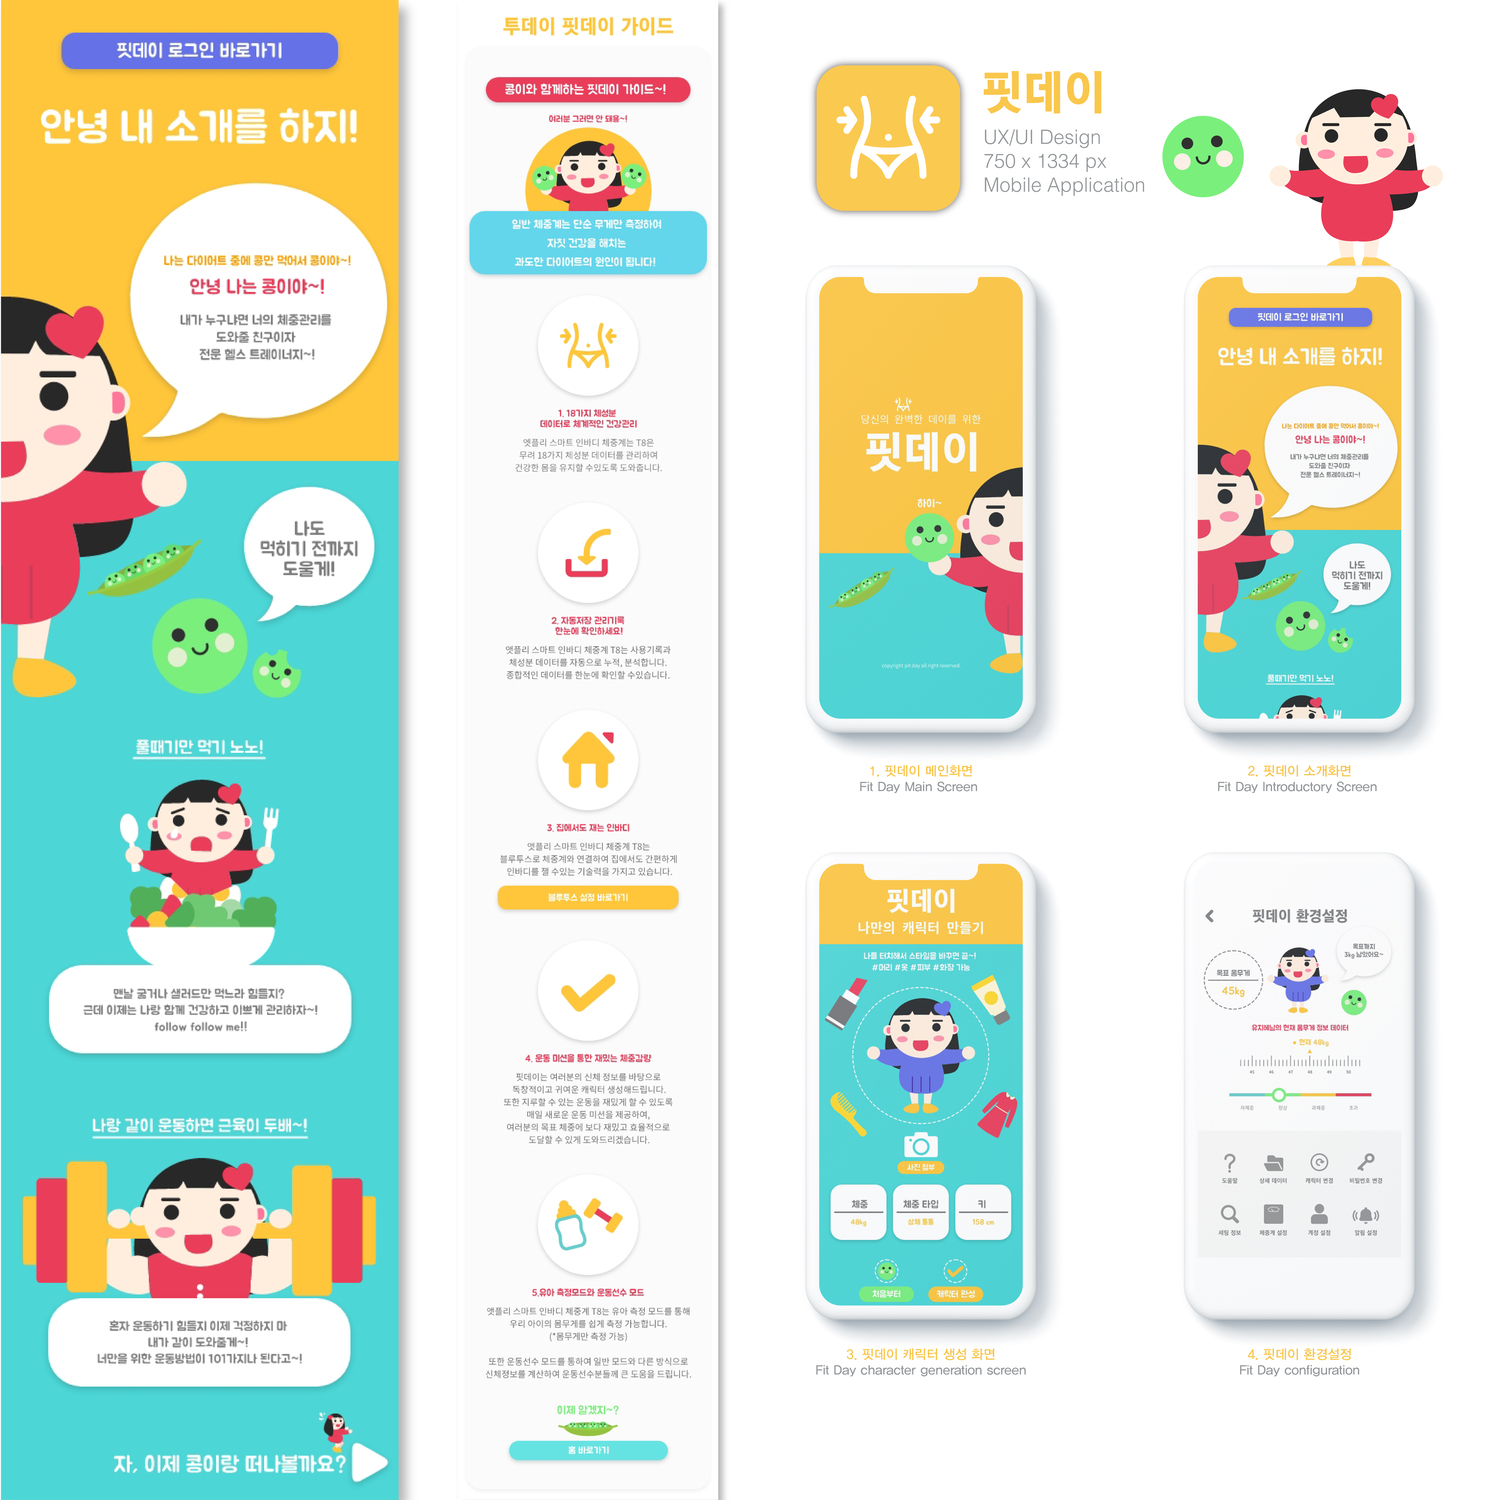 핏데이 로그인 바로가기
안녕 내 소개를 하지!
나는 다이어트 중에 콩만 먹어서 콩이야~!
안녕 나는 콩이야~!
내가 누구냐면 너의 체중관리를
도와줄 친구이자
전문 헬스 트레이너지~!
나도
먹히기 전까지
도울게!
풀때기만 먹기 노노!
맨날 굶거나 샐러드만 먹느라 힘들지?
근데 이제는 나랑 함께 건강하고 이쁘게 관리하자~!
follow follow me!!
나랑 같이 운동하면 근육이 두배~!
혼자 운동하기 힘들지 이제 걱정하지 마
내가 같이 도와줄게~!
너만을 위한 운동방법이 101가지나 된다고~!
자, 이제 콩이랑 떠나볼까요?
투데이 핏데이 가이드
콩이와 함께하는 핏데이 가이드~!
여러분 그러면 안 돼용~!
일반 체중계는 단순 무게만 측정하여
자칫 건강을 해치는
과도한 다이어트의 원인이 됩니다!
1. 18가지 체성분
데이터로 체계적인 건강관리
앳플리 스마트 인바디 체중계는 T8은
무려 18가지 체성분 데이터를 관리하여
건강한 몸을 유지할 수있도록 도와줍니다.
2. 자동저장 관리기록
한눈에 확인하세요!
앳플리 스마트 인바디 체중계 T8는 사용기록과
체성분 데이터를 자동으로 누적, 분석합니다.
종합적인 데이터를 한눈에 확인할 수있습니다.
3. 집에서도 재는 인바디
앳플리 스마트 인바디 체중계 T8는
블루투스로 체중계와 연결하여 집에서도 간편하게
인바디를 잴 수있는 기술력을 가지고 있습니다.
블루투스 설정 바로가기
4. 운동 미션을 통한 재밌는 체중감량
핏데이는 여러분의 신체 정보를 바탕으로
독창적이고 귀여운 캐릭터 생성해드립니다.
또한 지루할 수 있는 운동을 재밌게 할 수 있도록
매일 새로운 운동 미션을 제공하여,
여러분의 목표 체중에 보다 재밌고 효율적으로
도달할 수 있게 도와드리겠습니다.
5.유아 측정모드와 운동선수 모드
앳플리 스마트 인바디 체중계 T8는 유아 측정 모드를 통해
우리 아이의 몸무게를 쉽게 측정 가능합니다.
(*몸무게만 측정 가능)
또한 운동선수 모드를 통하여 일반 모드와 다른 방식으로
신체정보를 계산하여 운동선수분들께 큰 도움을 드립니다.
이제 알겠지~?
홈 바로가기
핏데이
UX/UI Design
750 x 1334 px
Mobile Application
당신의 완벽한 데이를 위한
핏데이
하이~
copyright pit day all right reserved.
1. 핏데이 메인화면
Fit Day Main Screen
핏데이 로그인 바로가기
안녕 내 소개를 하지!
나는 다이어트 중에 콩만 먹어서 콩이야~!
안녕 나는 콩이야~!
내가 누구냐면 너의 체중관리를
도와줄 친구이자
전문 헬스 트레이너지~!
나도
먹히기 전까지
도울게!
풀때기만 먹기 노노!
2. 핏데이 소개화면
Fit Day Introductory Screen
핏데이
나만의 캐릭터 만들기
나를 터치해서 스타일을 바꾸면 끝~!
#머리 #옷 #피부 #화장 가능
사진 첨부
체중
48kg
체중 타입
상체 통통
키
158 cm
처음부터
캐릭터 완성
3. 핏데이 캐릭터 생성 화면
Fit Day character generation screen
핏데이 환경설정
목표 몸무게
45kg
목표까지
3kg 남았어요~
유지혜님의 현재 몸무게 정보 데이터
현재 48kg
45 46 47 48 49 50
저체중 정상 과체중 초과
도움말 상세 데이터 캐릭터 변경 비밀번호 변경
세팅 정보 체중계 설정 계정 설정 알림 설정
4. 핏데이 환경설정
Fit Day configuration